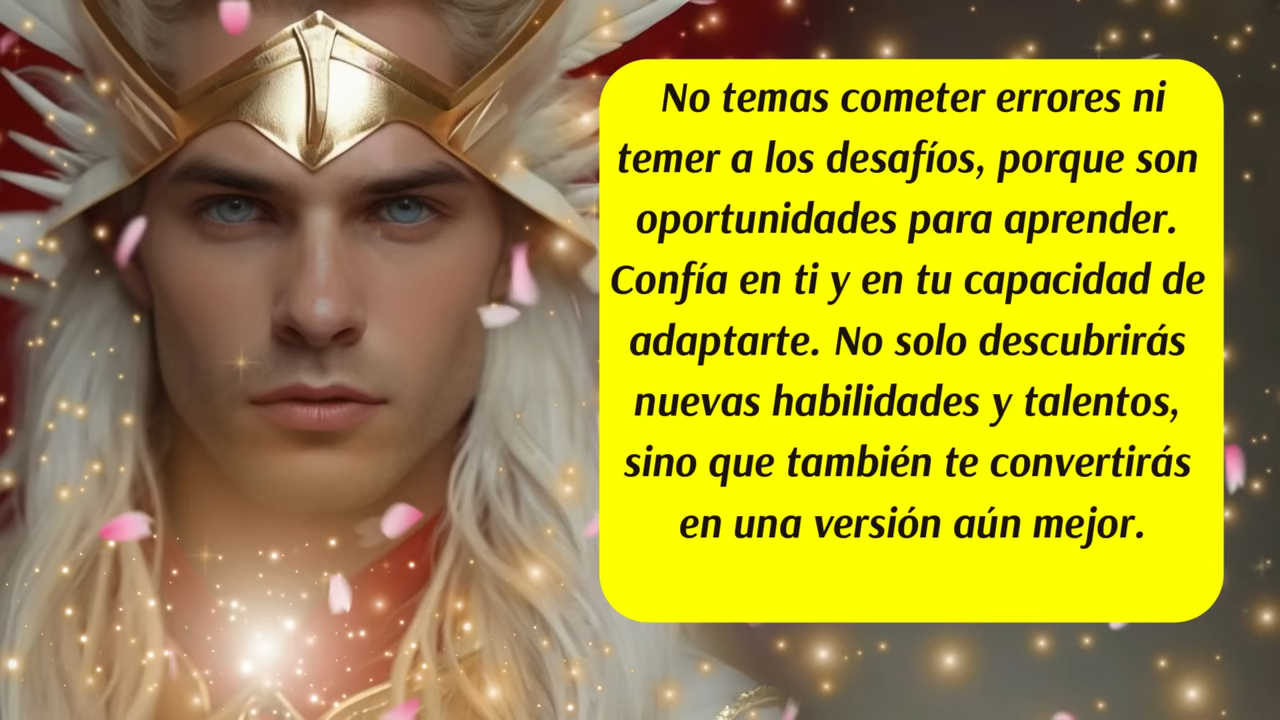 No temas cometer errores ni
temer a los desafíos, porque son
oportunidades para aprender.
Confía en ti y en tu capacidad de
adaptarte. No solo descubrirás
nuevas habilidades y talentos,
sino que también te convertirás
en una versión aún mejor.